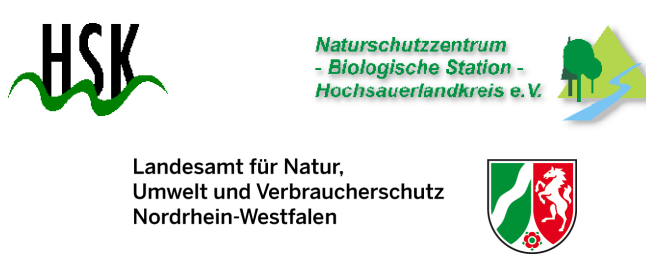 HSK
Naturschutzzentrum
- Biologische Station -
Hochsauerlandkreis e.V.
Landesamt für Natur,
Umwelt und Verbraucherschutz
Nordrhein-Westfalen